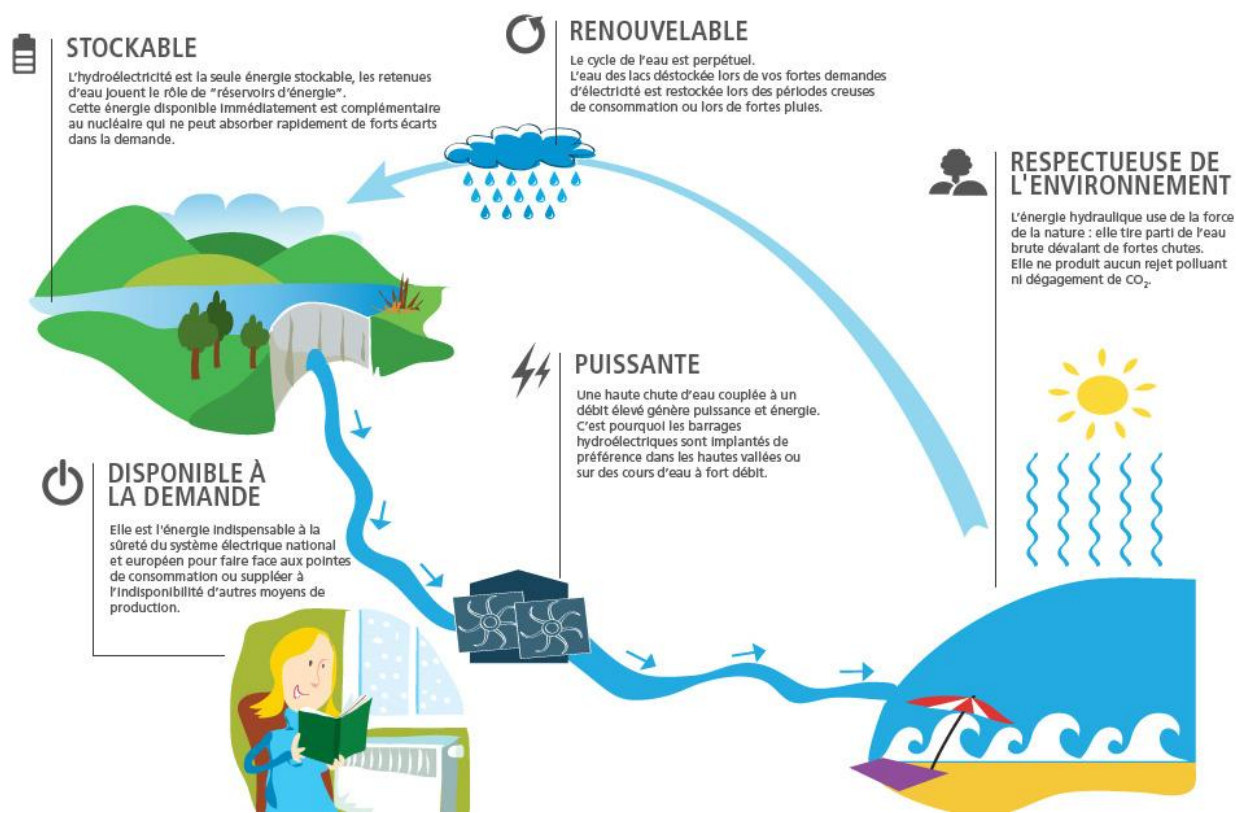 STOCKABLE
L'hydroélectricité est la seule énergie stockable, les retenues
d'eau jouent le rôle de "réservoirs d'énergie".
Cette énergie disponible immédiatement est complémentaire
au nucléaire qui ne peut absorber rapidement de forts écarts
dans la demande.
RENOUVELABLE
Le cycle de l'eau est perpétuel.
L'eau des lacs déstockée lors de vos fortes demandes
d'électricité est restockée lors des périodes creuses
de consommation ou lors de fortes pluies.
RESPECTUEUSE DE
L'ENVIRONNEMENT
L'énergie hydraulique use de la force
de la nature : elle tire parti de l'eau
brute dévalant de fortes chutes.
Elle ne produit aucun rejet polluant
ni dégagement de CO₂.
PUISSANTE
Une haute chute d'eau couplée à un
débit élevé génère puissance et énergie.
C'est pourquoi les barrages
hydroélectriques sont implantés de
préférence dans les hautes vallées ou
sur des cours d'eau à fort débit.
DISPONIBLE À
LA DEMANDE
Elle est l'énergie indispensable à la
sûreté du système électrique national
et européen pour faire face aux pointes
de consommation ou suppléer à
l'indisponibilité d'autres moyens de
production.